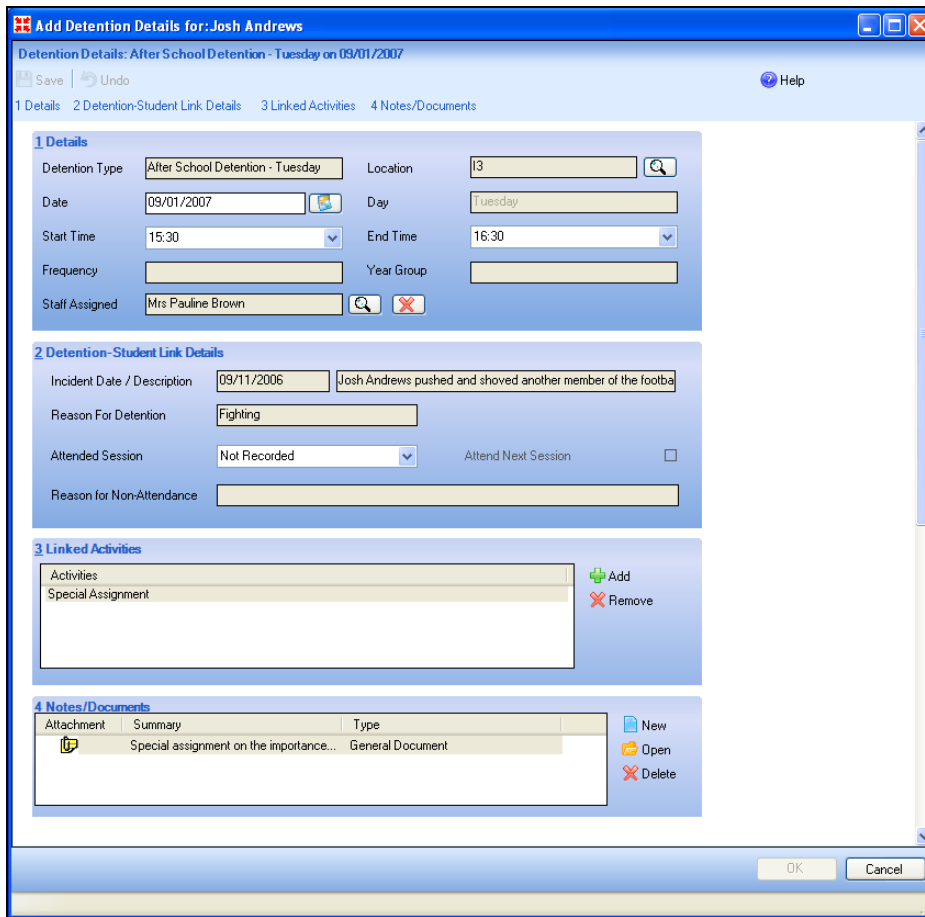 Add Detention Details for:Josh Andrews
Detention Details: After School Detention - Tuesday on 09/01/2007
Save Undo Help
1 Details 2 Detention-Student Link Details 3 Linked Activities 4 Notes/Documents
1 Details
Detention Type After School Detention - Tuesday Location I3
Date 09/01/2007 Day Tuesday
Start Time 15:30 End Time 16:30
Frequency Year Group
Staff Assigned Mrs Pauline Brown
2 Detention-Student Link Details
Incident Date / Description 09/11/2006 Josh Andrews pushed and shoved another member of the footba
Reason For Detention Fighting
Attended Session Not Recorded Attend Next Session
Reason for Non-Attendance
3 Linked Activities
Activities Add
Special Assignment Remove
4 Notes/Documents
Attachment Summary Type New
Special assignment on the importance... General Document Open
Delete
OK Cancel